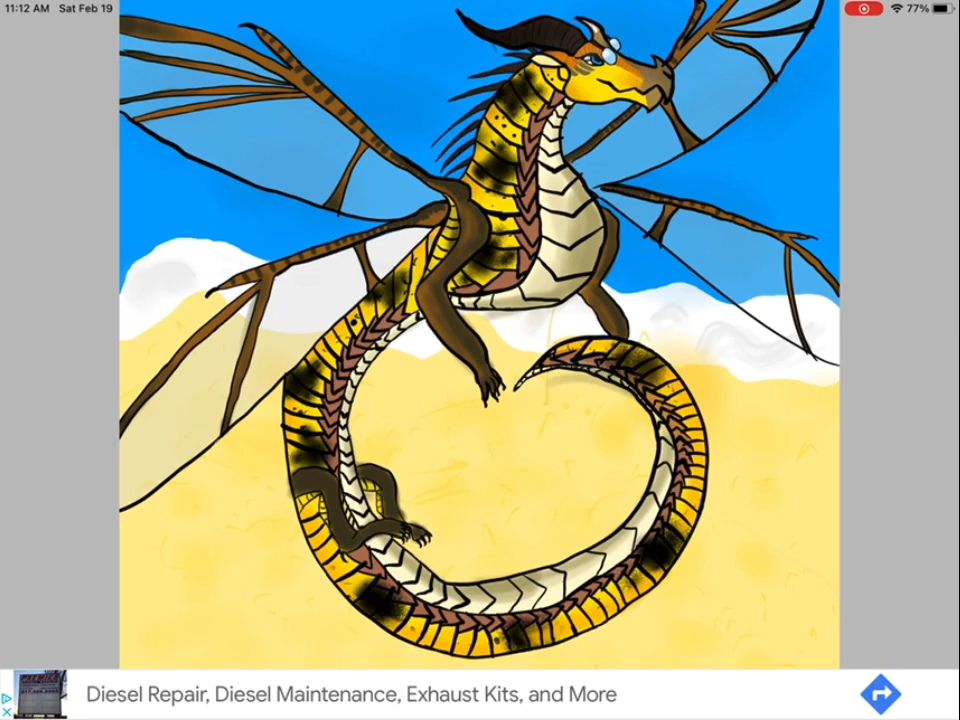 11:12 AM Sat Feb 19 77%
Diesel Repair, Diesel Maintenance, Exhaust Kits, and More